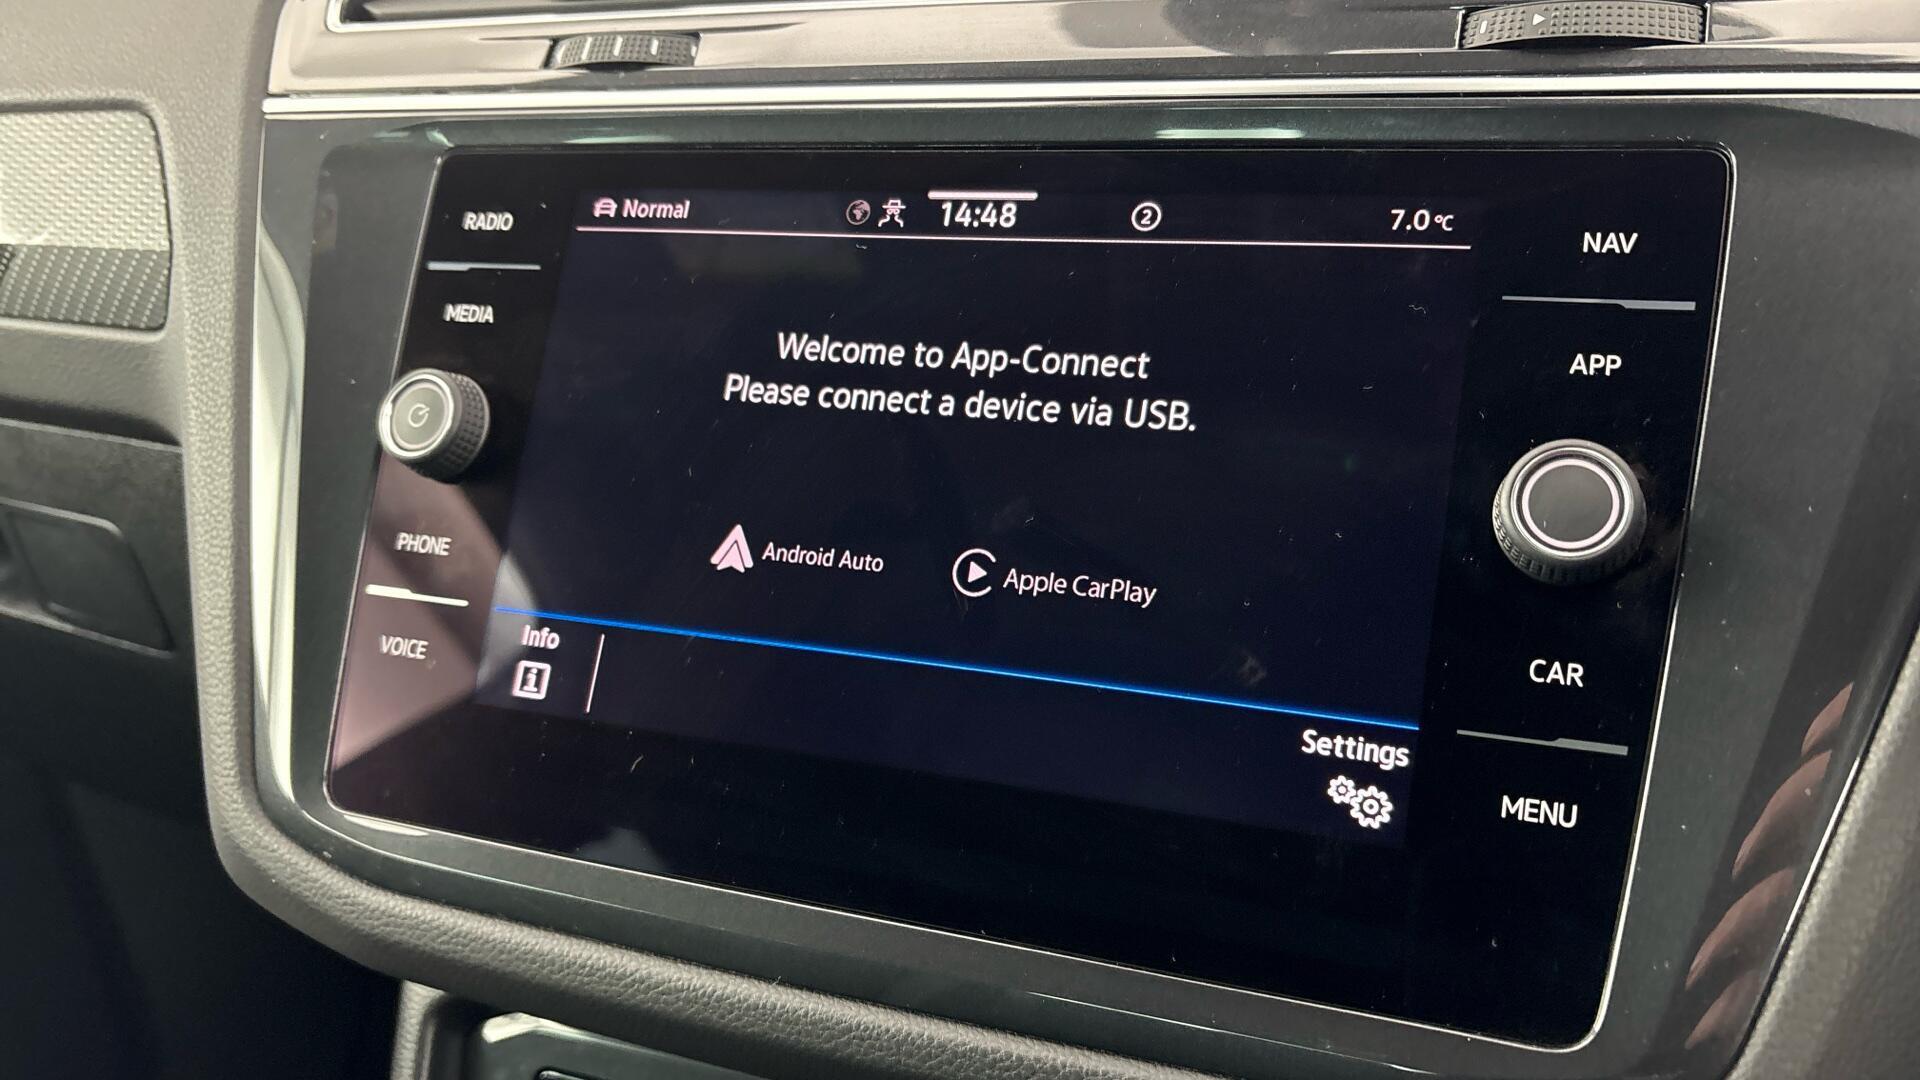 RADIO
MEDIA
PHONE
VOICE
Normal
14:48
2
7.0°C
Welcome to App-Connect
Please connect a device via USB.
Android Auto
Apple CarPlay
Info
i
Settings
NAV
APP
CAR
MENU